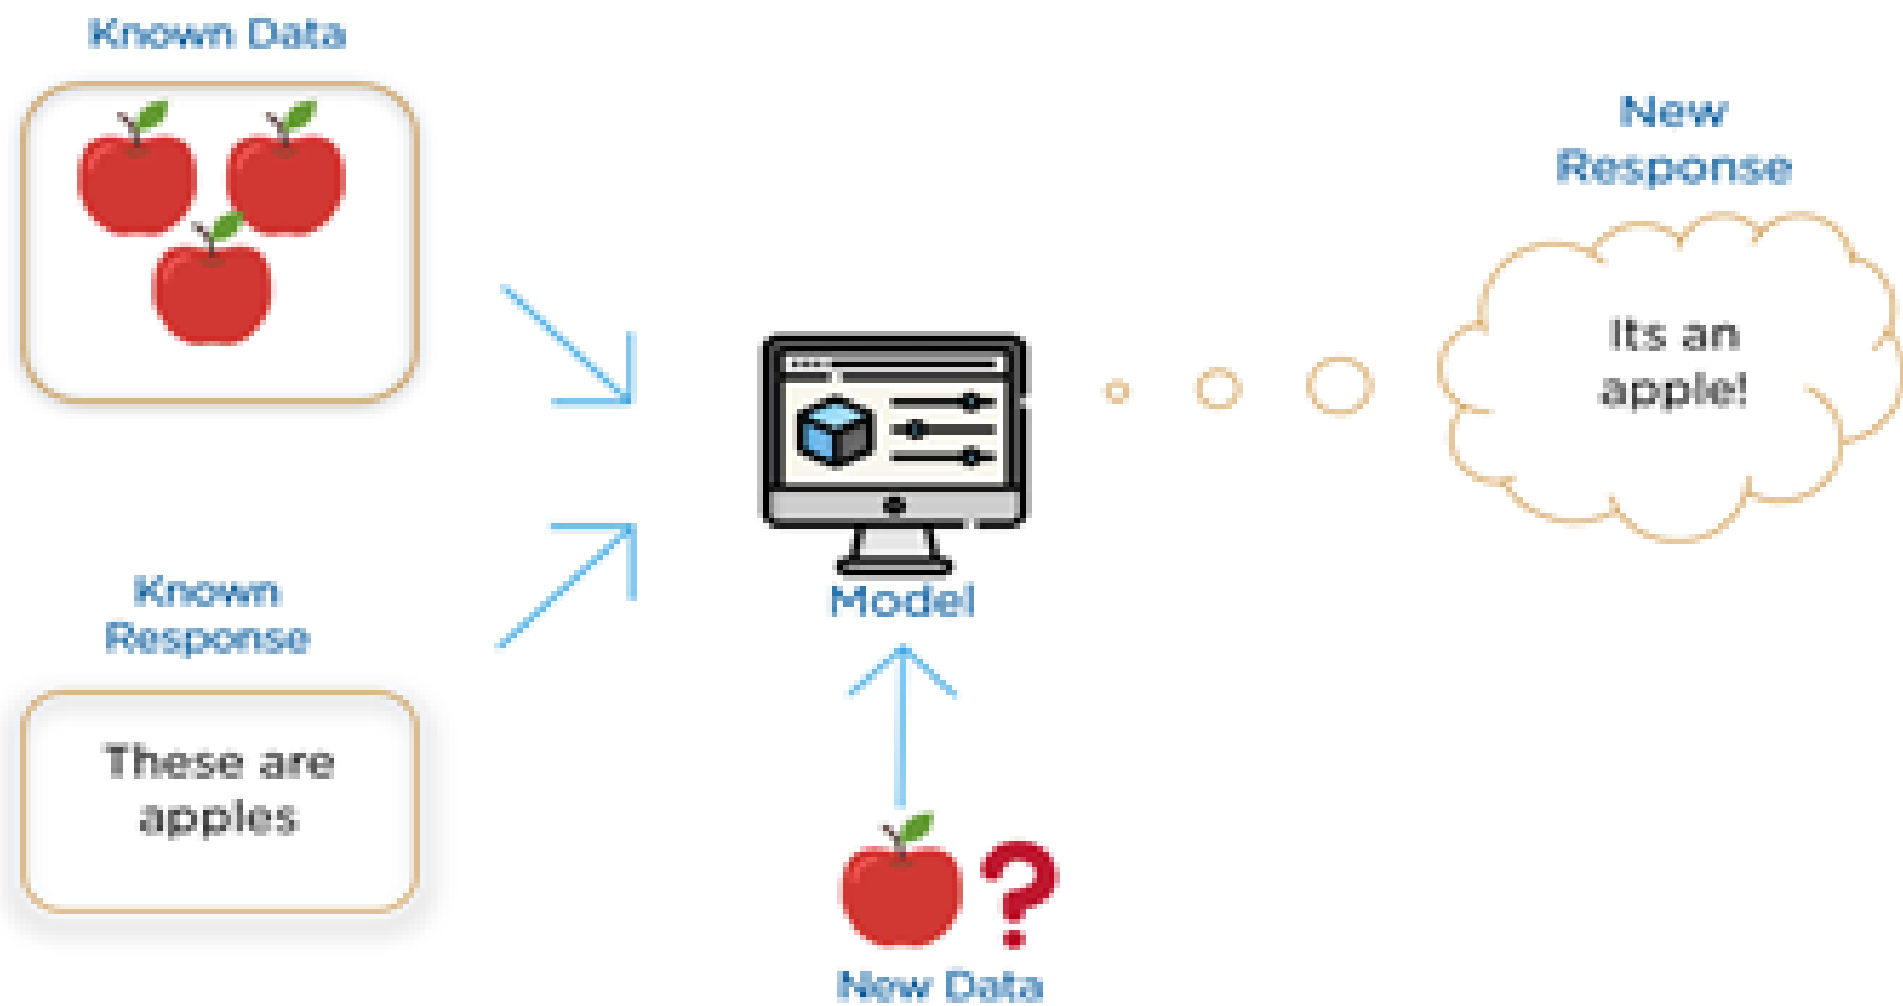 Known Data
New
Response
Its an
apple!
Known
Response
Model
These are
apples
?
New Data